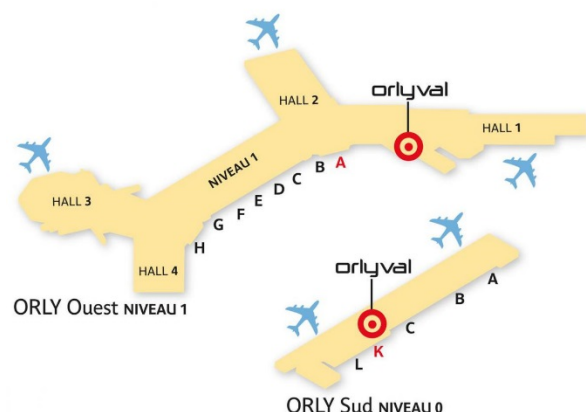 HALL 2
orlyval
HALL 1
NIVEAU 1
A
B
C
D
E
F
G
H
HALL 3
HALL 4
ORLY Ouest NIVEAU 1
orlyval
A
B
C
K
L
ORLY Sud NIVEAU 0